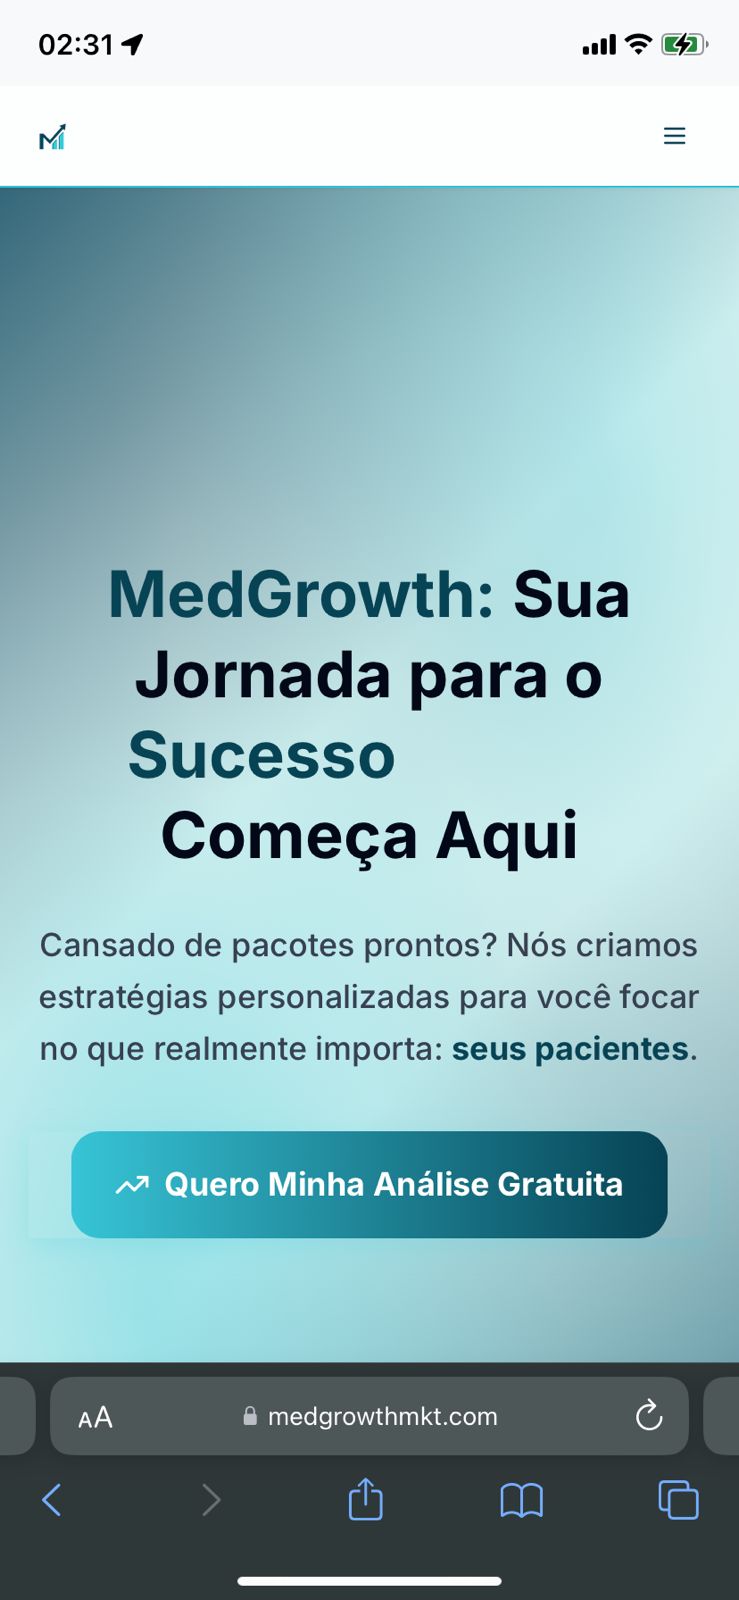 02:31
MedGrowth: Sua
Jornada para o
Sucesso
Começa Aqui
Cansado de pacotes prontos? Nós criamos
estratégias personalizadas para você focar
no que realmente importa: seus pacientes.
Quero Minha Análise Gratuita
AA medgrowthmkt.com